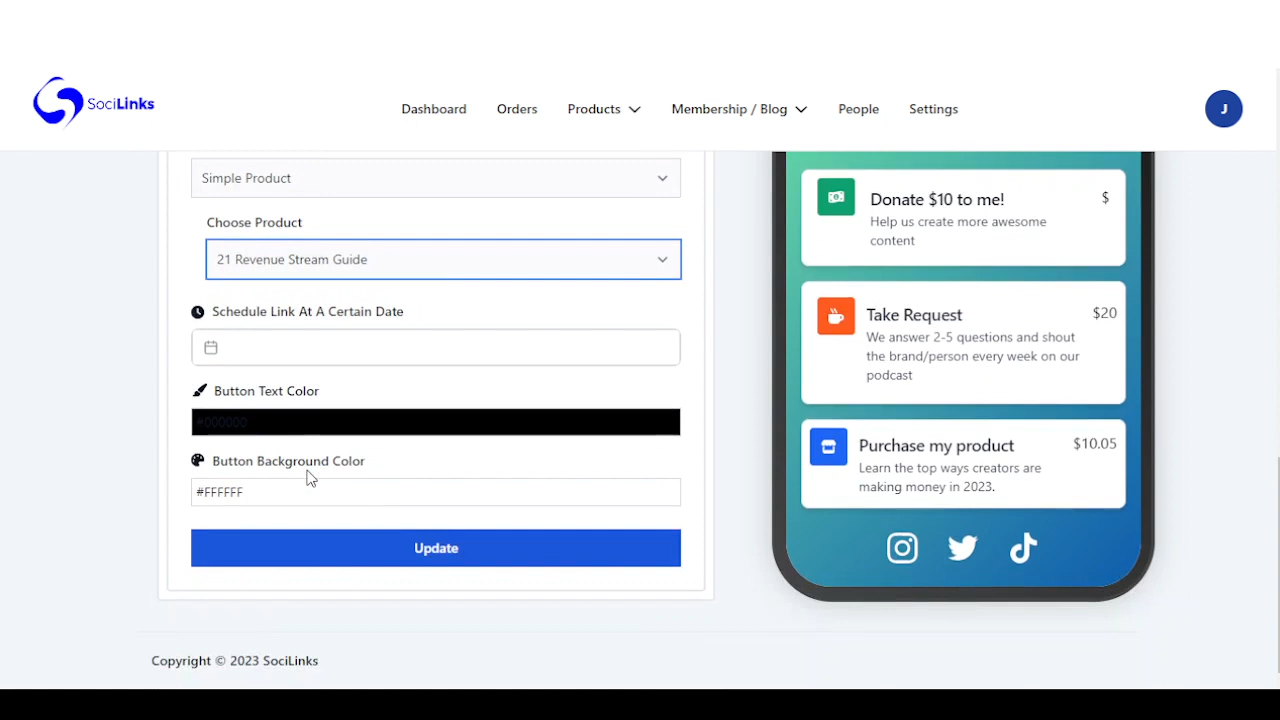 SociLinks
Dashboard
Orders
Products
Membership / Blog
People
Settings
J
Simple Product
Choose Product
21 Revenue Stream Guide
Schedule Link At A Certain Date
Button Text Color
#000000
Button Background Color
#FFFFFF
Update
Donate $10 to me!
$
Help us create more awesome
content
Take Request
$20
We answer 2-5 questions and shout
the brand/person every week on our
podcast
Purchase my product
$10.05
Learn the top ways creators are
making money in 2023.
Copyright © 2023 SociLinks